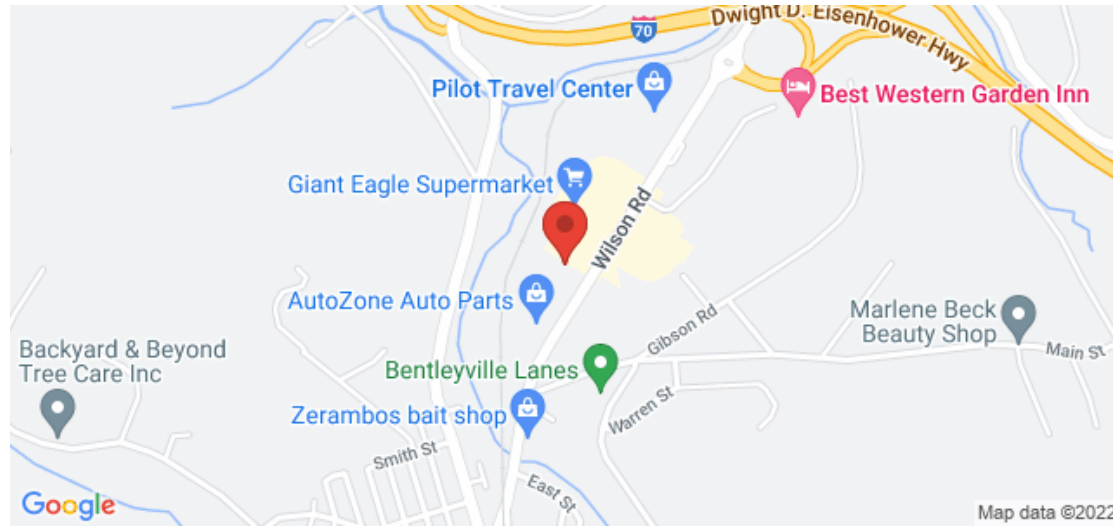 Dwight D. Eisenhower Hwy
70
Pilot Travel Center
Best Western Garden Inn
Giant Eagle Supermarket
Wilson Rd
AutoZone Auto Parts
Gibson Rd
Marlene Beck
Beauty Shop
Main St
Backyard & Beyond
Tree Care Inc
Bentleyville Lanes
Warren St
Zerambos bait shop
Smith St
East St
Google
Map data ©2022